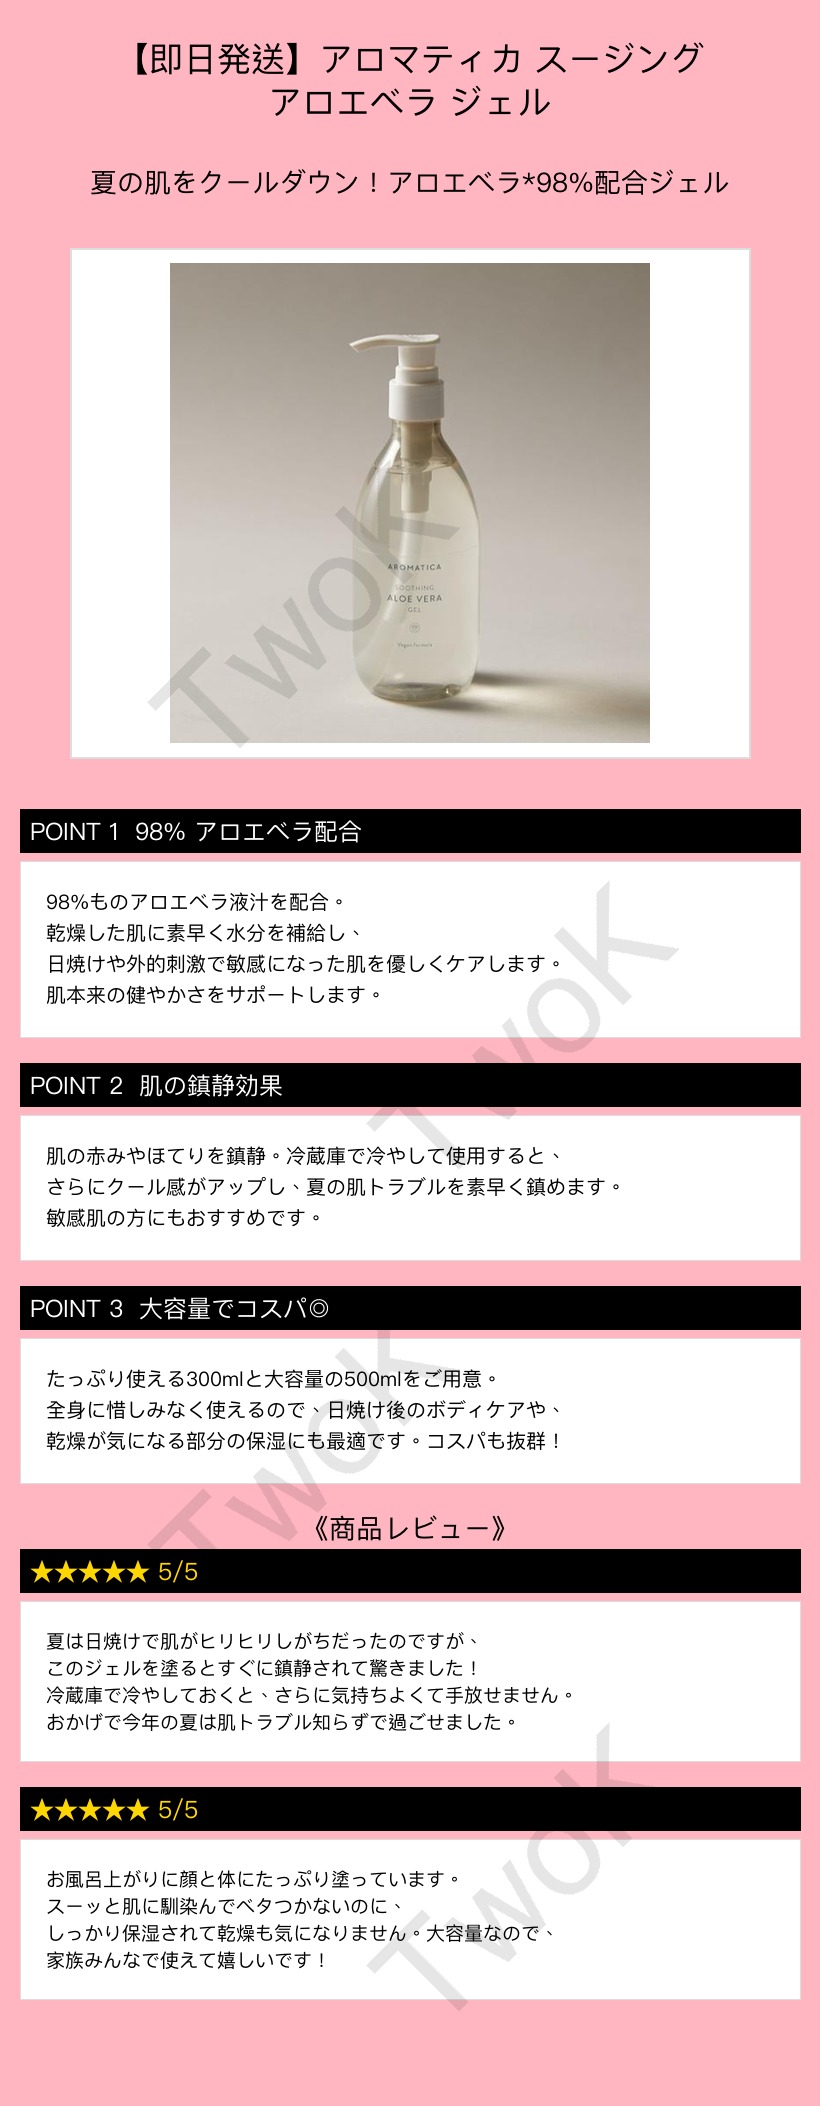 【即日発送】アロマティカ スージング
アロエベラ ジェル
夏の肌をクールダウン！アロエベラ*98%配合ジェル
AROMATICA
SOOTHING
ALOE VERA
GEL
Vegan Formula
TwoK
POINT 1 98% アロエベラ配合
98%ものアロエベラ液汁を配合。
乾燥した肌に素早く水分を補給し、
日焼けや外的刺激で敏感になった肌を優しくケアします。
肌本来の健やかさをサポートします。
TwoK
POINT 2 肌の鎮静効果
肌の赤みやほてりを鎮静。冷蔵庫で冷やして使用すると、
さらにクール感がアップし、夏の肌トラブルを素早く鎮めます。
敏感肌の方にもおすすめです。
POINT 3 大容量でコスパ◎
たっぷり使える300mlと大容量の500mlをご用意。
全身に惜しみなく使えるので、日焼け後のボディケアや、
乾燥が気になる部分の保湿にも最適です。コスパも抜群！
TwoK
《商品レビュー》
★★★★★ 5/5
夏は日焼けで肌がヒリヒリしがちだったのですが、
このジェルを塗るとすぐに鎮静されて驚きました！
冷蔵庫で冷やしておくと、さらに気持ちよくて手放せません。
おかげで今年の夏は肌トラブル知らずで過ごせました。
★★★★★ 5/5
お風呂上がりに顔と体にたっぷり塗っています。
スーッと肌に馴染んでベタつかないのに、
しっかり保湿されて乾燥も気になりません。大容量なので、
家族みんなで使えて嬉しいです！
TwoK